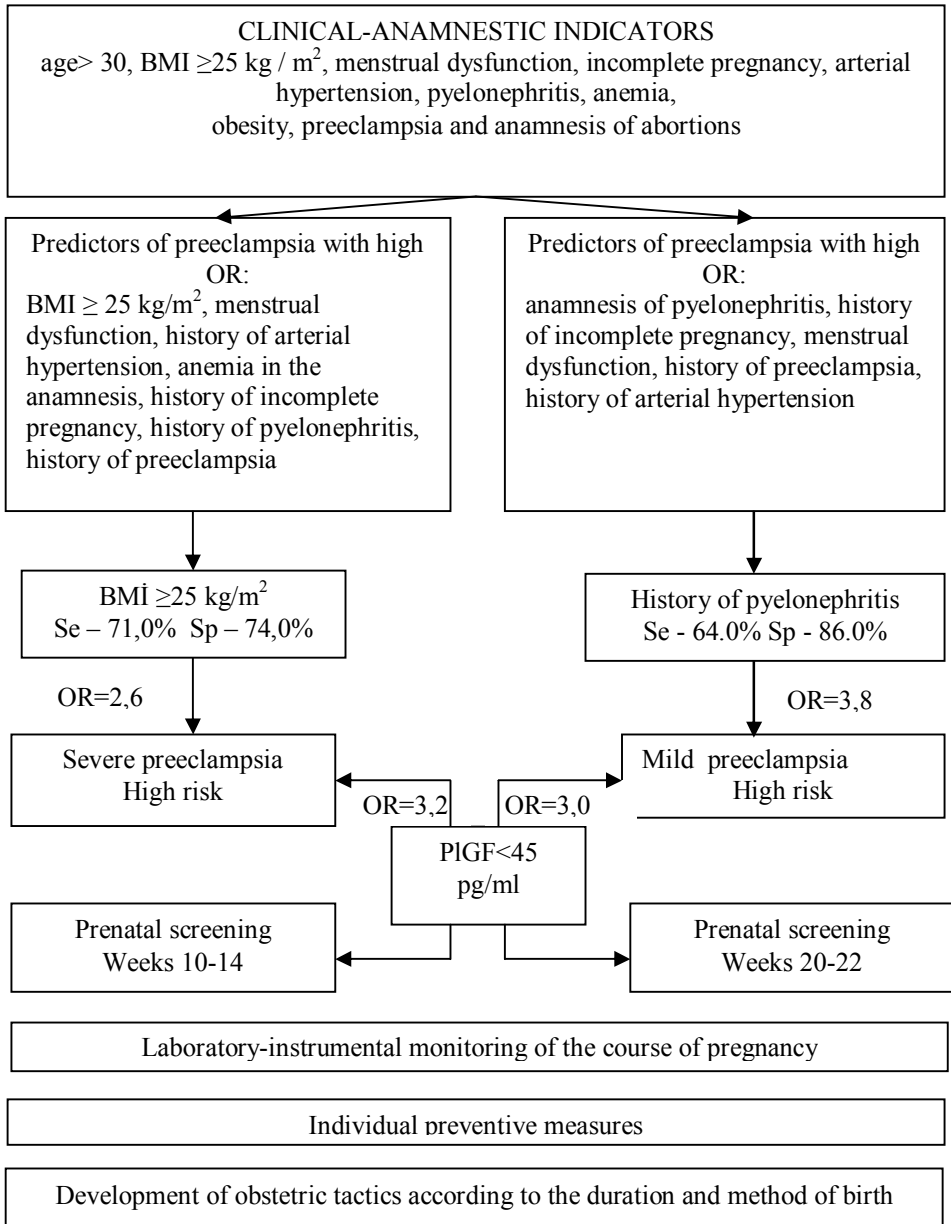 CLINICAL-ANAMNESTIC INDICATORS
age> 30, BMI ≥25 kg / m², menstrual dysfunction, incomplete pregnancy, arterial
hypertension, pyelonephritis, anemia,
obesity, preeclampsia and anamnesis of abortions
Predictors of preeclampsia with high
OR:
BMI ≥ 25 kg/m², menstrual
dysfunction, history of arterial
hypertension, anemia in the
anamnesis, history of incomplete
pregnancy, history of pyelonephritis,
history of preeclampsia
Predictors of preeclampsia with high
OR:
anamnesis of pyelonephritis, history
of incomplete pregnancy, menstrual
dysfunction, history of preeclampsia,
history of arterial hypertension
BMİ ≥25 kg/m²
Se – 71,0% Sp – 74,0%
History of pyelonephritis
Se - 64.0% Sp - 86.0%
OR=2,6
OR=3,8
Severe preeclampsia
High risk
Mild preeclampsia
High risk
OR=3,2
OR=3,0
PlGF<45
pg/ml
Prenatal screening
Weeks 10-14
Prenatal screening
Weeks 20-22
Laboratory-instrumental monitoring of the course of pregnancy
Individual preventive measures
Development of obstetric tactics according to the duration and method of birth